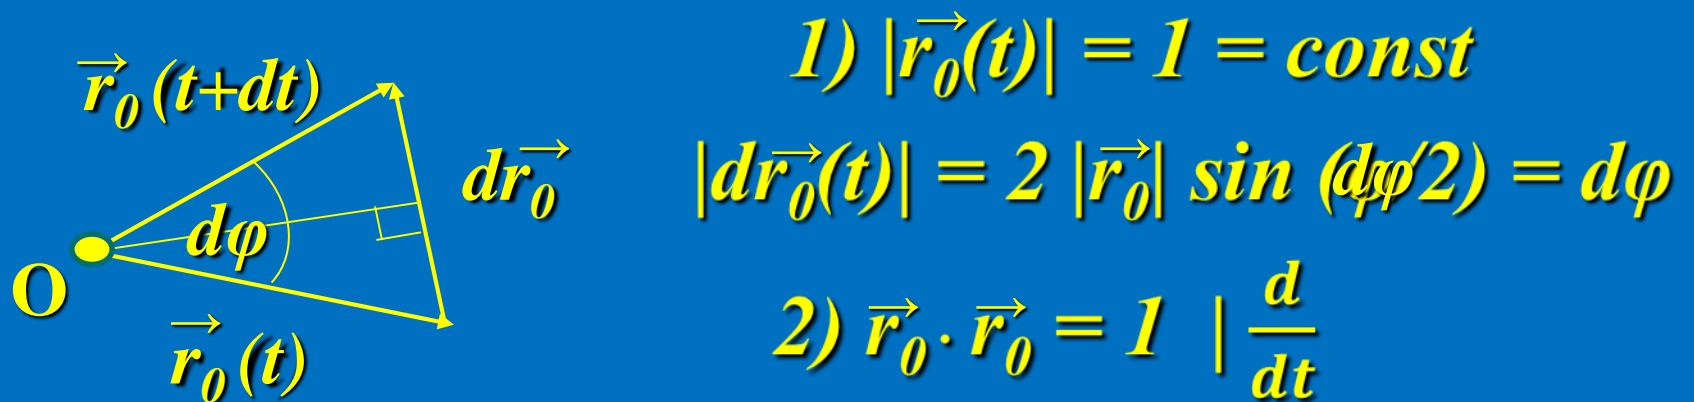 r⃗₀(t+dt)
dr⃗₀
dφ
O
r⃗₀(t)
1) |r⃗₀(t)| = 1 = const
|dr⃗₀(t)| = 2 |r⃗₀| sin (dφ/2) = dφ
2) r⃗₀ · r⃗₀ = 1 | d/dt